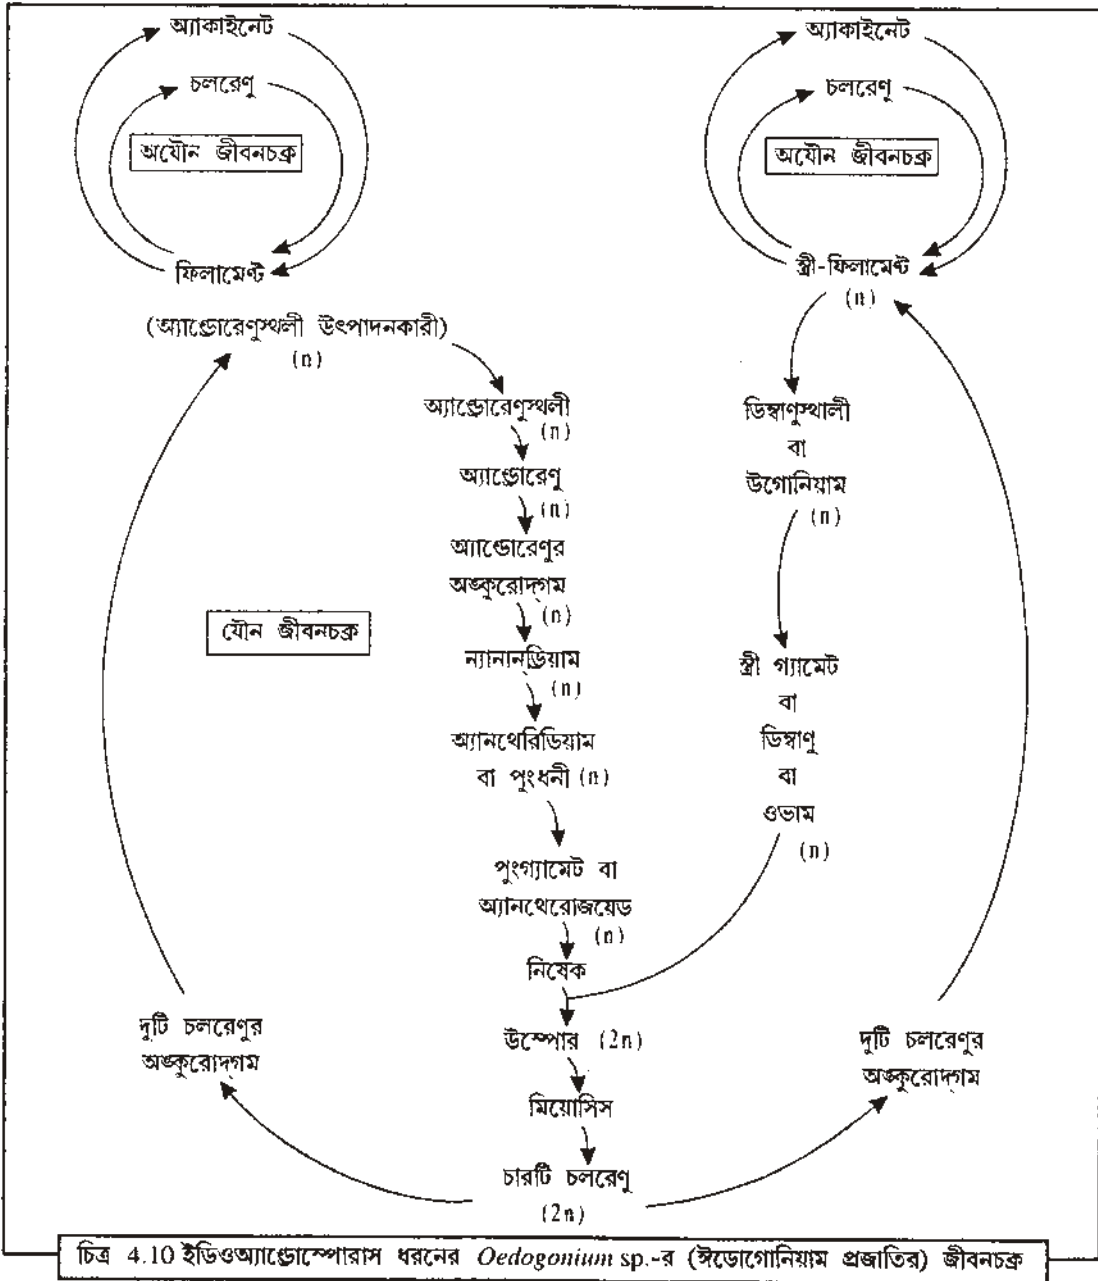 অ্যাকাইনেট
চলরেণু
অযৌন জীবনচক্র
ফিলামেন্ট
(অ্যাণ্ড্রোরেণুস্থলী উৎপাদনকারী)
(n)
অ্যাকাইনেট
চলরেণু
অযৌন জীবনচক্র
স্ত্রী-ফিলামেন্ট
(n)
অ্যাণ্ড্রোরেণুস্থলী
(n)
অ্যাণ্ড্রোরেণু
(n)
অ্যাণ্ডোরেণুর
অঙ্কুরোদ্গম
(n)
ন্যানান্ড্রিয়াম
(n)
অ্যানথেরিডিয়াম
বা পুংধনী (n)
পুংগ্যামেট বা
অ্যানথেরোজয়েড
(n)
নিষেক
ডিম্বাণুস্থালী
বা
উগোনিয়াম
(n)
স্ত্রী গ্যামেট
বা
ডিম্বাণু
বা
ওভাম
(n)
যৌন জীবনচক্র
উস্পোর (2n)
মিয়োসিস
চারটি চলরেণু
(2n)
দুটি চলরেণুর
অঙ্কুরোদ্গম
দুটি চলরেণুর
অঙ্কুরোদ্গম
চিত্র 4.10 ইডিওঅ্যাণ্ড্রোস্পোরাস ধরনের Oedogonium sp.-র (ঈডোগোনিয়াম প্রজাতির) জীবনচক্র